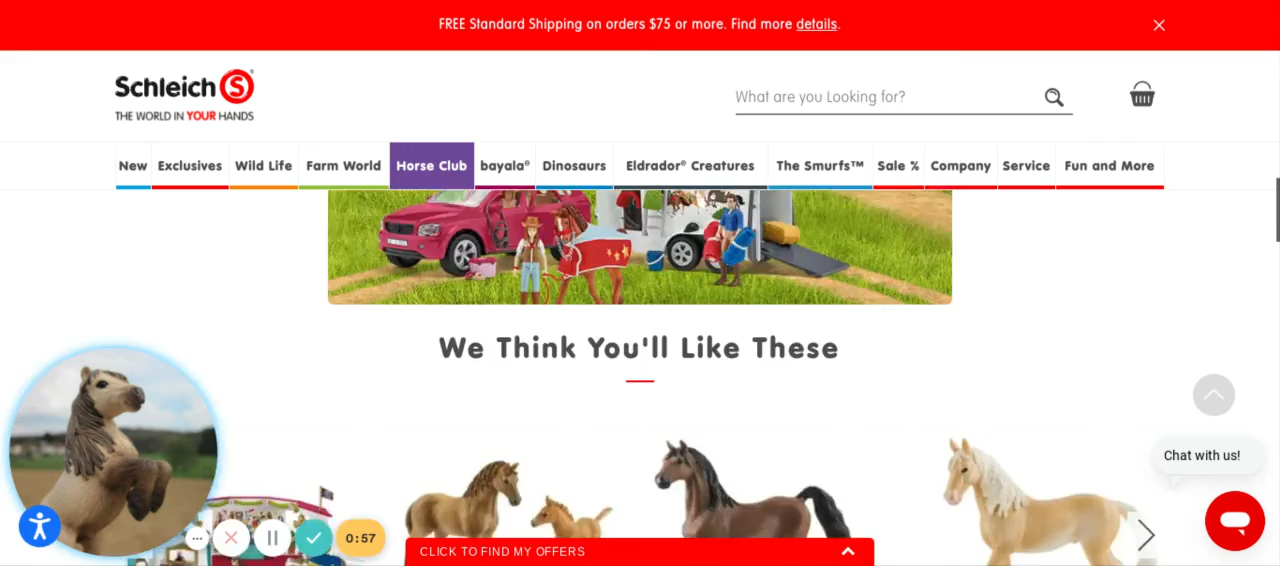 FREE Standard Shipping on orders $75 or more. Find more details.
Schleich S
THE WORLD IN YOUR HANDS
What are you Looking for?
New Exclusives Wild Life Farm World Horse Club bayala® Dinosaurs Eldrador® Creatures The Smurfs™ Sale % Company Service Fun and More
We Think You'll Like These
Chat with us!
0:57
CLICK TO FIND MY OFFERS